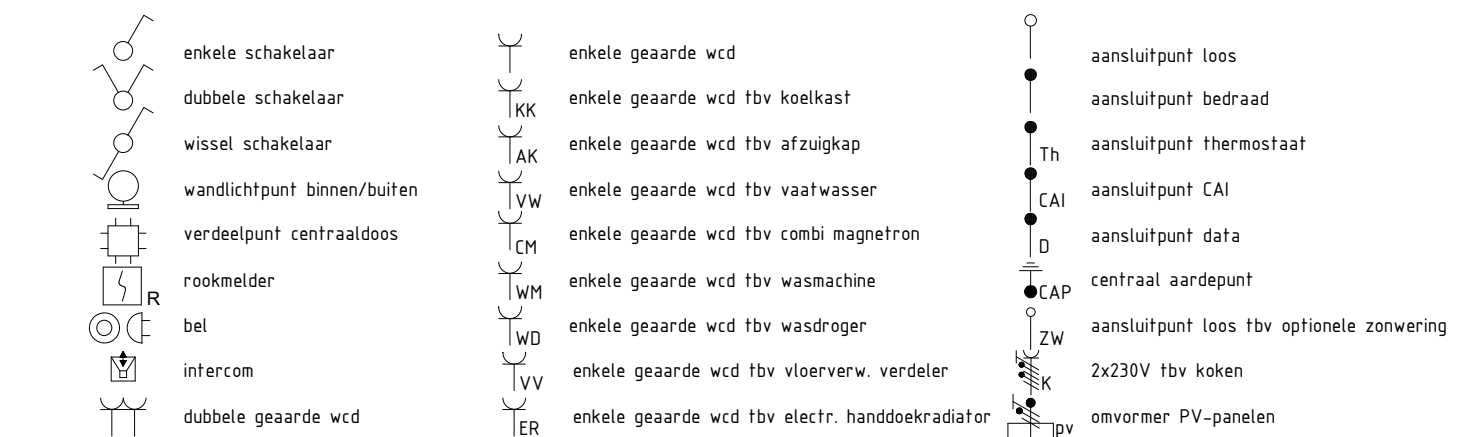 enkele schakelaar
dubbele schakelaar
wissel schakelaar
wandlichtpunt binnen/buiten
verdeelpunt centraaldoos
R rookmelder
bel
intercom
dubbele geaarde wcd
enkele geaarde wcd
KK enkele geaarde wcd tbv koelkast
AK enkele geaarde wcd tbv afzuigkap
VW enkele geaarde wcd tbv vaatwasser
CM enkele geaarde wcd tbv combi magnetron
WM enkele geaarde wcd tbv wasmachine
WD enkele geaarde wcd tbv wasdroger
VV enkele geaarde wcd tbv vloerverw. verdeler
ER enkele geaarde wcd tbv electr. handdoekradiator
aansluitpunt loos
aansluitpunt bedraad
Th aansluitpunt thermostaat
CAI aansluitpunt CAI
D aansluitpunt data
CAP centraal aardepunt
ZW aansluitpunt loos tbv optionele zonwering
K 2x230V tbv koken
pv omvormer PV-panelen